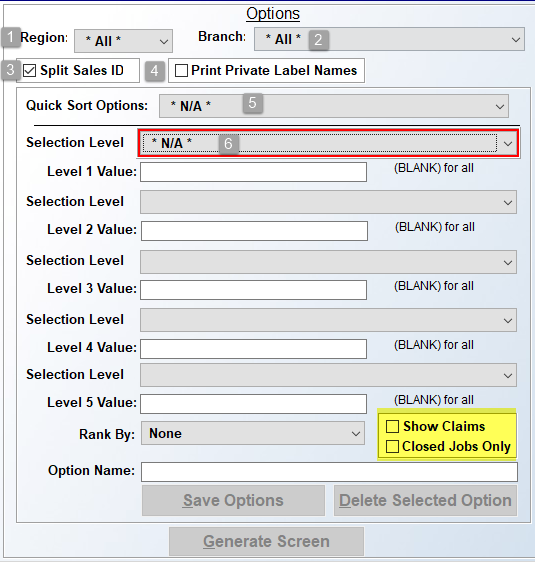 Options
1 Region: * All * Branch: * All * 2
3 Split Sales ID 4 Print Private Label Names
Quick Sort Options: * N/A * 5
Selection Level * N/A * 6
Level 1 Value: (BLANK) for all
Selection Level
Level 2 Value: (BLANK) for all
Selection Level
Level 3 Value: (BLANK) for all
Selection Level
Level 4 Value: (BLANK) for all
Selection Level
Level 5 Value: (BLANK) for all
Show Claims
Rank By: None
Closed Jobs Only
Option Name:
Save Options Delete Selected Option
Generate Screen